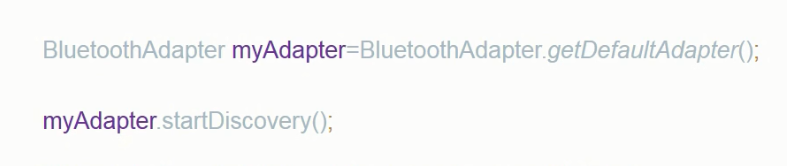 BluetoothAdapter myAdapter=BluetoothAdapter.getDefaultAdapter();
myAdapter.startDiscovery();